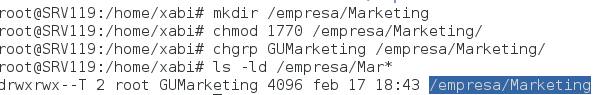 root@SRV119:/home/xabi# mkdir /empresa/Marketing
root@SRV119:/home/xabi# chmod 1770 /empresa/Marketing/
root@SRV119:/home/xabi# chgrp GUMarketing /empresa/Marketing/
root@SRV119:/home/xabi# ls -ld /empresa/Mar*
drwxrwx--T 2 root GUMarketing 4096 feb 17 18:43 /empresa/Marketing